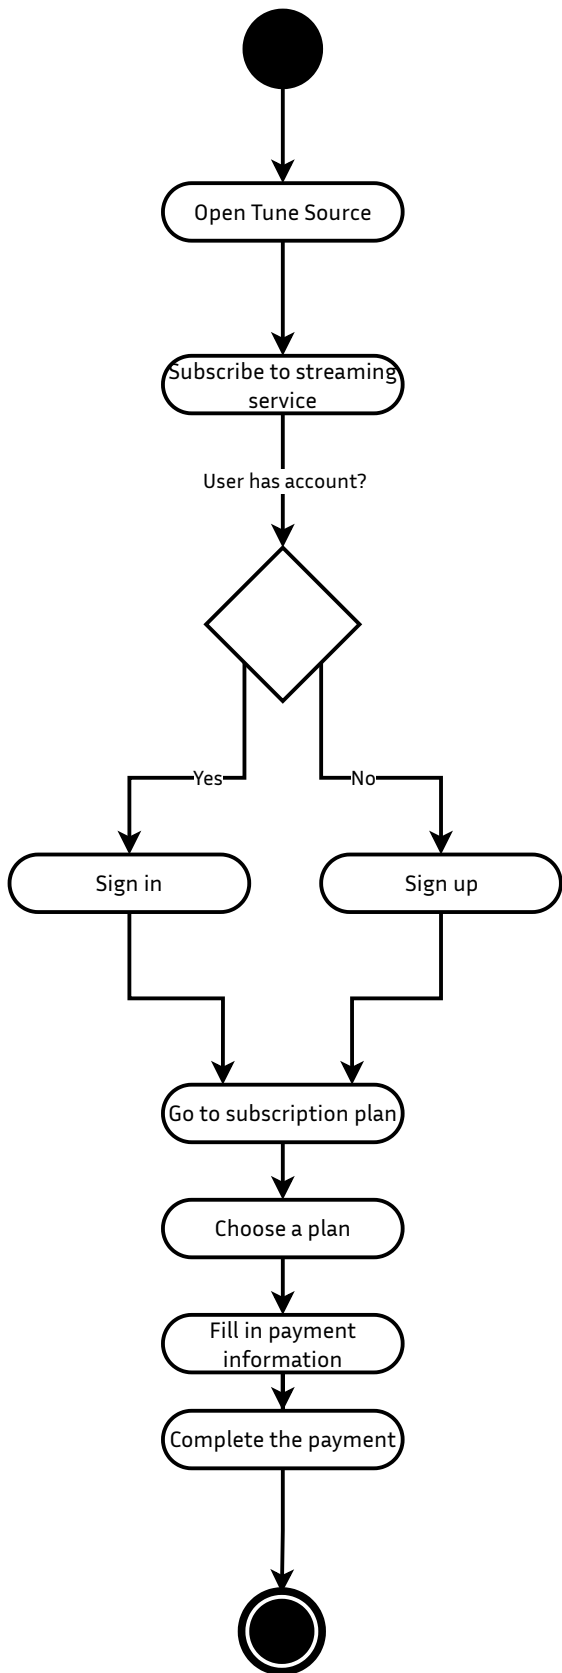 Open Tune Source
Subscribe to streaming
service
User has account?
Yes
No
Sign in
Sign up
Go to subscription plan
Choose a plan
Fill in payment
information
Complete the payment